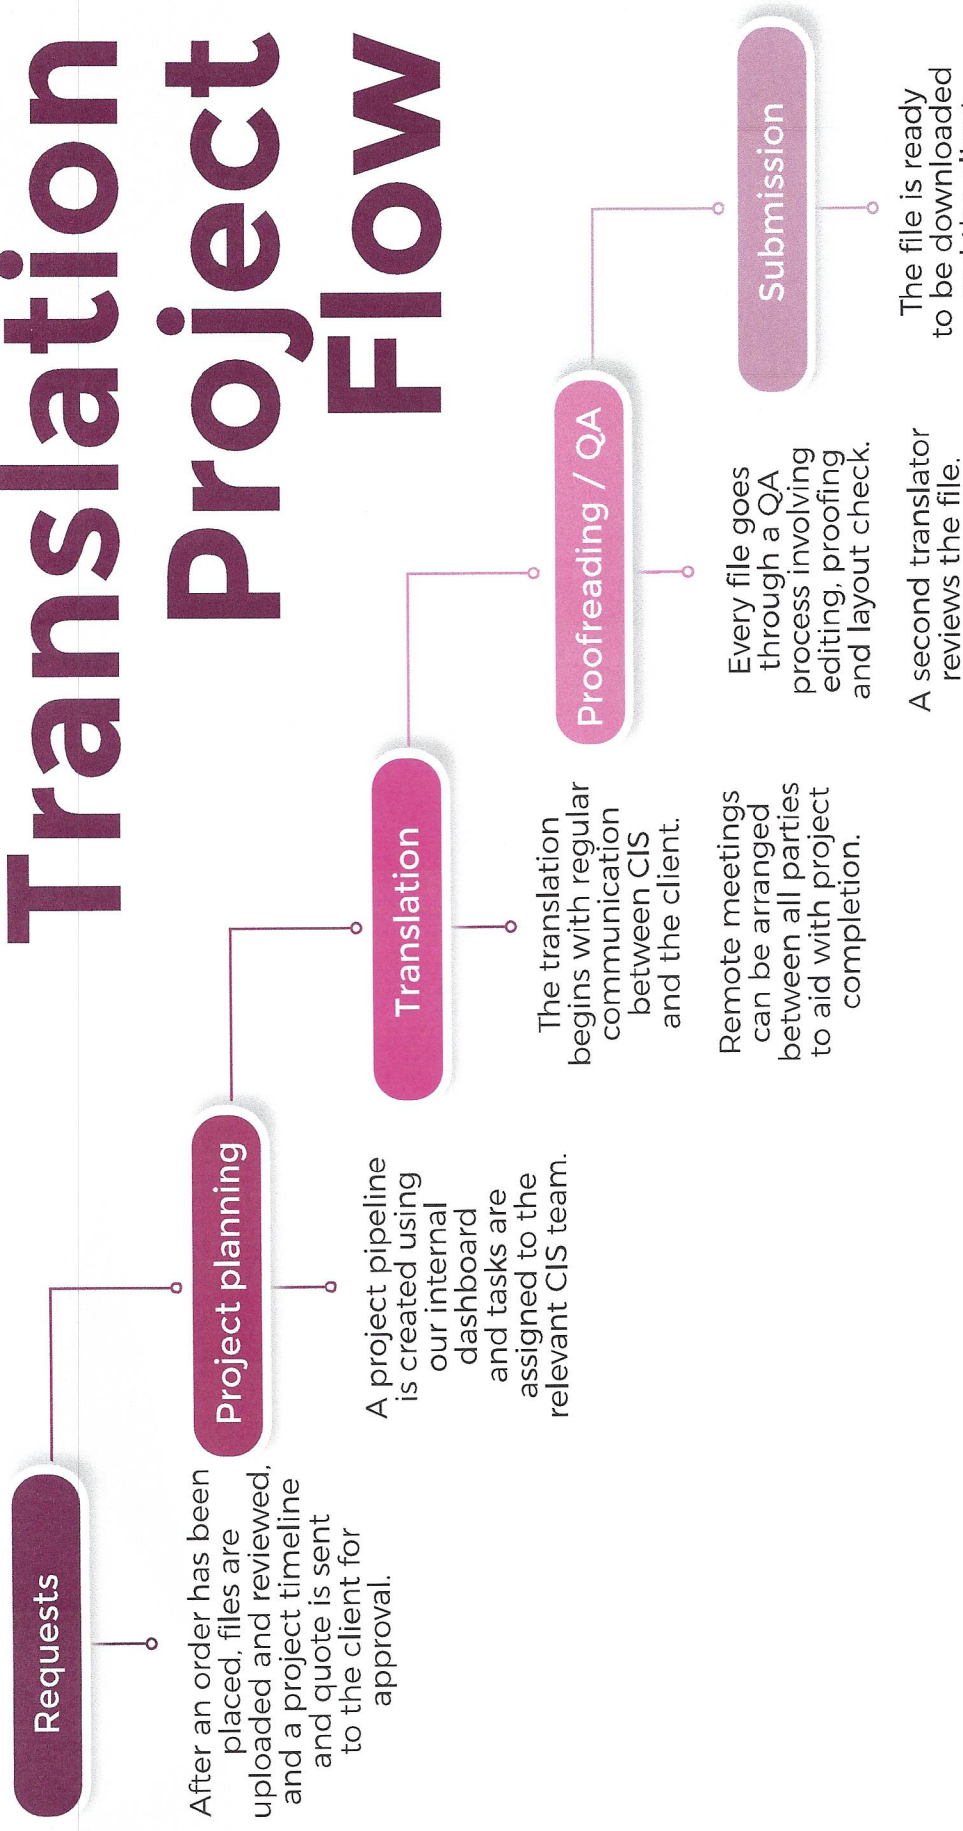 Translation
Project
Flow
Requests
After an order has been
placed, files are
uploaded and reviewed,
and a project timeline
and quote is sent
to the client for
approval.
Project planning
A project pipeline
is created using
our internal
dashboard
and tasks are
assigned to the
relevant CIS team.
Translation
The translation
begins with regular
communication
between CIS
and the client.
Remote meetings
can be arranged
between all parties
to aid with project
completion.
Proofreading / QA
Every file goes
through a QA
process involving
editing, proofing
and layout check.
A second translator
reviews the file.
Submission
The file is ready
to be downloaded